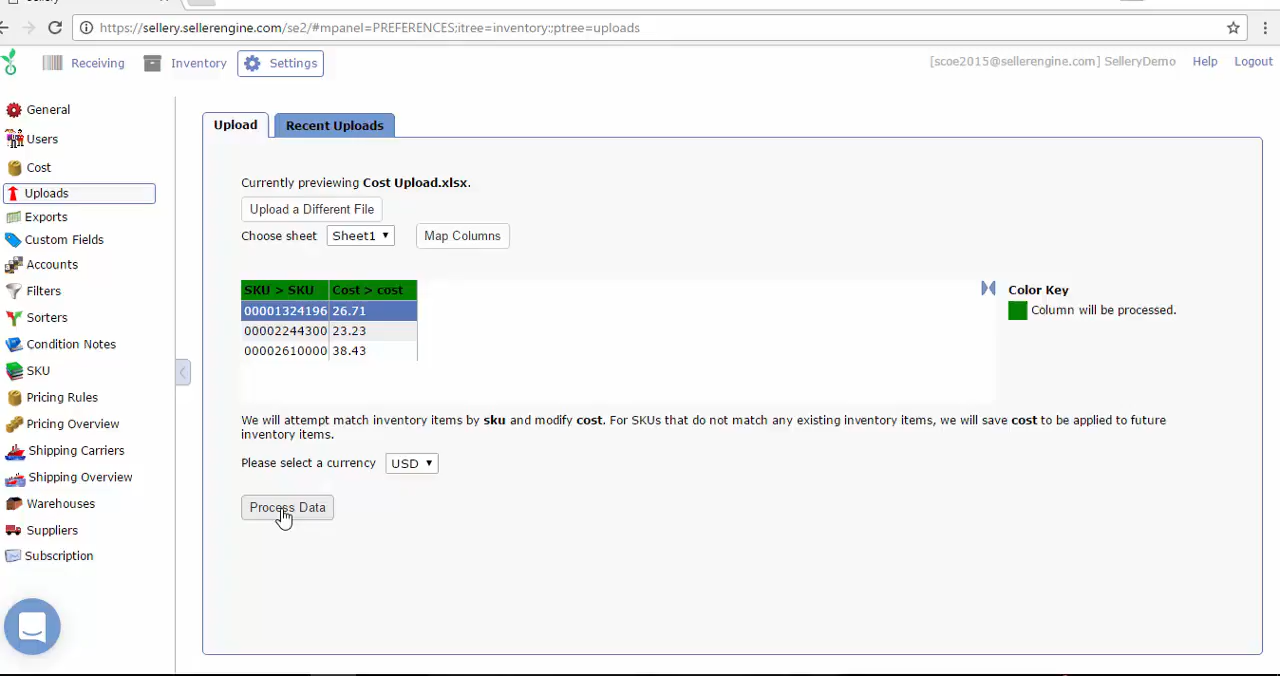 https://sellery.sellerengine.com/se2/#mpanel=PREFERENCES;itree=inventory:;ptree=uploads
Receiving Inventory Settings [scoe2015@sellerengine.com] SelleryDemo Help Logout
General
Users
Cost
Uploads
Exports
Custom Fields
Accounts
Filters
Sorters
Condition Notes
SKU
Pricing Rules
Pricing Overview
Shipping Carriers
Shipping Overview
Warehouses
Suppliers
Subscription
Upload Recent Uploads
Currently previewing Cost Upload.xlsx.
Upload a Different File
Choose sheet Sheet1 Map Columns
SKU > SKU Cost > cost
00001324196 26.71
00002244300 23.23
00002610000 38.43
Color Key
Column will be processed.
We will attempt match inventory items by sku and modify cost. For SKUs that do not match any existing inventory items, we will save cost to be applied to future
inventory items.
Please select a currency USD
Process Data